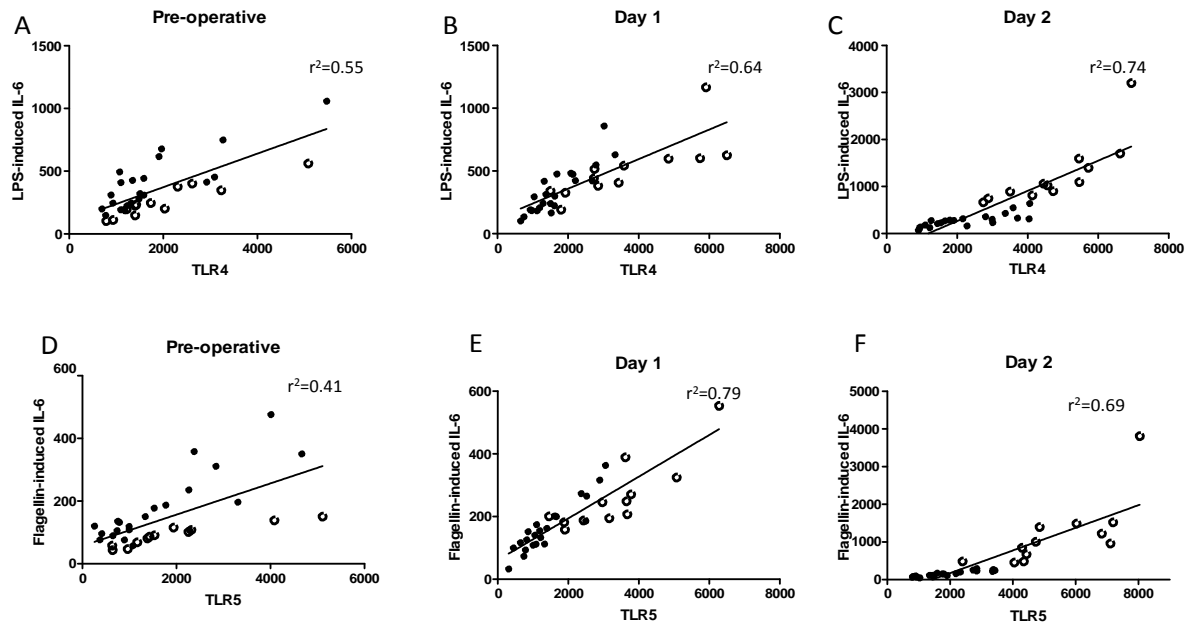 A
Pre-operative
r²=0.55
LPS-induced IL-6
1500
1000
500
0
0 2000 4000 6000
TLR4
B
Day 1
r²=0.64
LPS-induced IL-6
1500
1000
500
0
0 2000 4000 6000 8000
TLR4
C
Day 2
r²=0.74
LPS-induced IL-6
4000
3000
2000
1000
0
0 2000 4000 6000 8000
TLR4
D
Pre-operative
r²=0.41
Flagellin-induced IL-6
600
400
200
0
0 2000 4000 6000
TLR5
E
Day 1
r²=0.79
Flagellin-induced IL-6
600
400
200
0
0 2000 4000 6000 8000
TLR5
F
Day 2
r²=0.69
Flagellin-induced IL-6
5000
4000
3000
2000
1000
0
0 2000 4000 6000 8000
TLR5